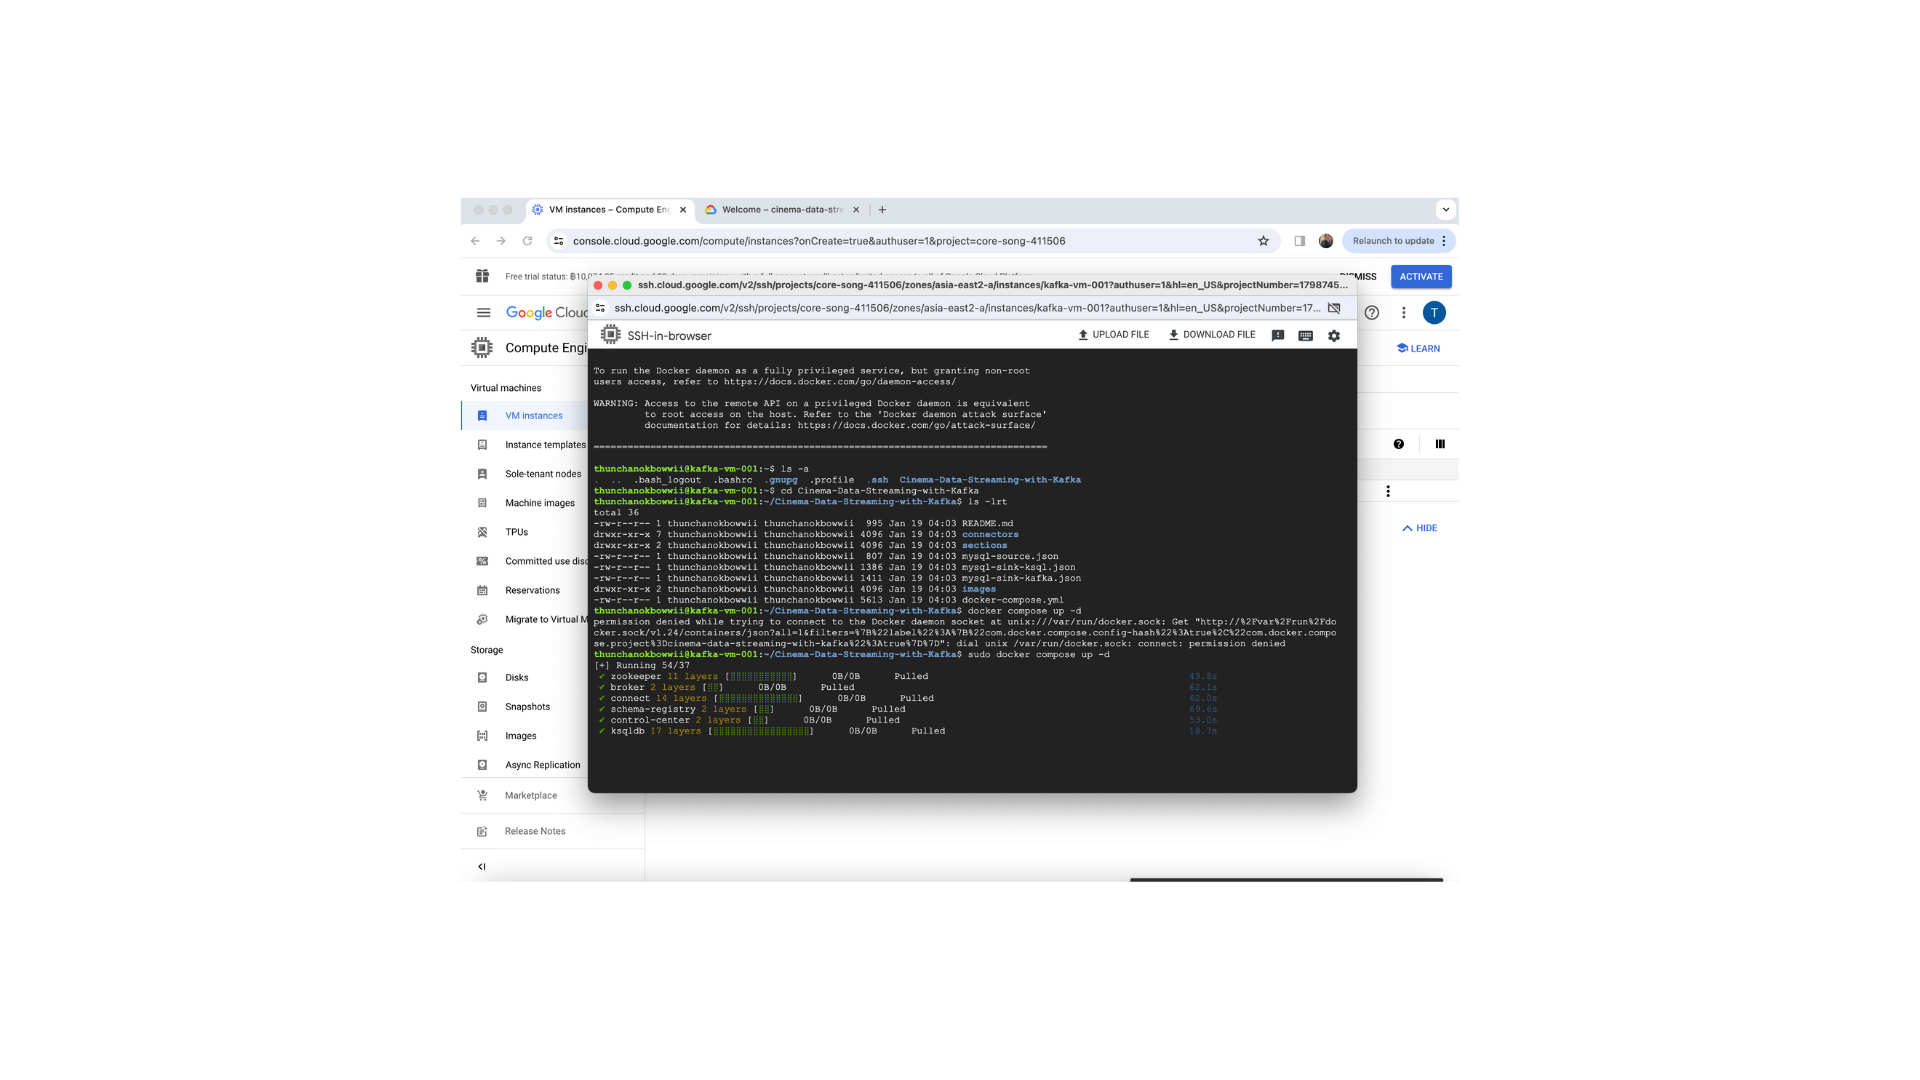 VM instances – Compute Eng
Welcome – cinema-data-stre
console.cloud.google.com/compute/instances?onCreate=true&authuser=1&project=core-song-411506
Relaunch to update
Free trial status:
ACTIVATE
ssh.cloud.google.com/v2/ssh/projects/core-song-411506/zones/asia-east2-a/instances/kafka-vm-001?authuser=1&hl=en_US&projectNumber=1798745...
ssh.cloud.google.com/v2/ssh/projects/core-song-411506/zones/asia-east2-a/instances/kafka-vm-001?authuser=1&hl=en_US&projectNumber=17...
Google Clou
T
SSH-in-browser
UPLOAD FILE
DOWNLOAD FILE
Compute Engi
LEARN
Virtual machines
VM instances
Instance templates
Sole-tenant nodes
Machine images
TPUs
Committed use disc
Reservations
Migrate to Virtual M
Storage
Disks
Snapshots
Images
Async Replication
Marketplace
Release Notes
HIDE
To run the Docker daemon as a fully privileged service, but granting non-root
users access, refer to https://docs.docker.com/go/daemon-access/
WARNING: Access to the remote API on a privileged Docker daemon is equivalent
to root access on the host. Refer to the 'Docker daemon attack surface'
documentation for details: https://docs.docker.com/go/attack-surface/
================================================================================
thunchanokbowwii@kafka-vm-001:~$ ls -a
. .. .bash_logout .bashrc .gnupg .profile .ssh Cinema-Data-Streaming-with-Kafka
thunchanokbowwii@kafka-vm-001:~$ cd Cinema-Data-Streaming-with-Kafka
thunchanokbowwii@kafka-vm-001:~/Cinema-Data-Streaming-with-Kafka$ ls -lrt
total 36
-rw-r--r-- 1 thunchanokbowwii thunchanokbowwii 995 Jan 19 04:03 README.md
drwxr-xr-x 7 thunchanokbowwii thunchanokbowwii 4096 Jan 19 04:03 connectors
drwxr-xr-x 2 thunchanokbowwii thunchanokbowwii 4096 Jan 19 04:03 sections
-rw-r--r-- 1 thunchanokbowwii thunchanokbowwii 807 Jan 19 04:03 mysql-source.json
-rw-r--r-- 1 thunchanokbowwii thunchanokbowwii 1386 Jan 19 04:03 mysql-sink-ksql.json
-rw-r--r-- 1 thunchanokbowwii thunchanokbowwii 1411 Jan 19 04:03 mysql-sink-kafka.json
drwxr-xr-x 2 thunchanokbowwii thunchanokbowwii 4096 Jan 19 04:03 images
-rw-r--r-- 1 thunchanokbowwii thunchanokbowwii 5613 Jan 19 04:03 docker-compose.yml
thunchanokbowwii@kafka-vm-001:~/Cinema-Data-Streaming-with-Kafka$ docker compose up -d
permission denied while trying to connect to the Docker daemon socket at unix:///var/run/docker.sock: Get "http://%2Fvar%2Frun%2Fdo
cker.sock/v1.24/containers/json?all=1&filters=%7B%22label%22%3A%7B%22com.docker.compose.config-hash%22%3Atrue%2C%22com.docker.compo
se.project%3Dcinema-data-streaming-with-kafka%22%3Atrue%7D%7D": dial unix /var/run/docker.sock: connect: permission denied
thunchanokbowwii@kafka-vm-001:~/Cinema-Data-Streaming-with-Kafka$ sudo docker compose up -d
[+] Running 54/37
✔ zookeeper 11 layers [⣿⣿⣿⣿⣿⣿⣿⣿⣿⣿⣿] 0B/0B Pulled 49.8s
✔ broker 2 layers [⣿⣿] 0B/0B Pulled 62.1s
✔ connect 14 layers [⣿⣿⣿⣿⣿⣿⣿⣿⣿⣿⣿⣿⣿⣿] 0B/0B Pulled 62.0s
✔ schema-registry 2 layers [⣿⣿] 0B/0B Pulled 69.6s
✔ control-center 2 layers [⣿⣿] 0B/0B Pulled 53.0s
✔ ksqldb 17 layers [⣿⣿⣿⣿⣿⣿⣿⣿⣿⣿⣿⣿⣿⣿⣿⣿⣿] 0B/0B Pulled 18.7s